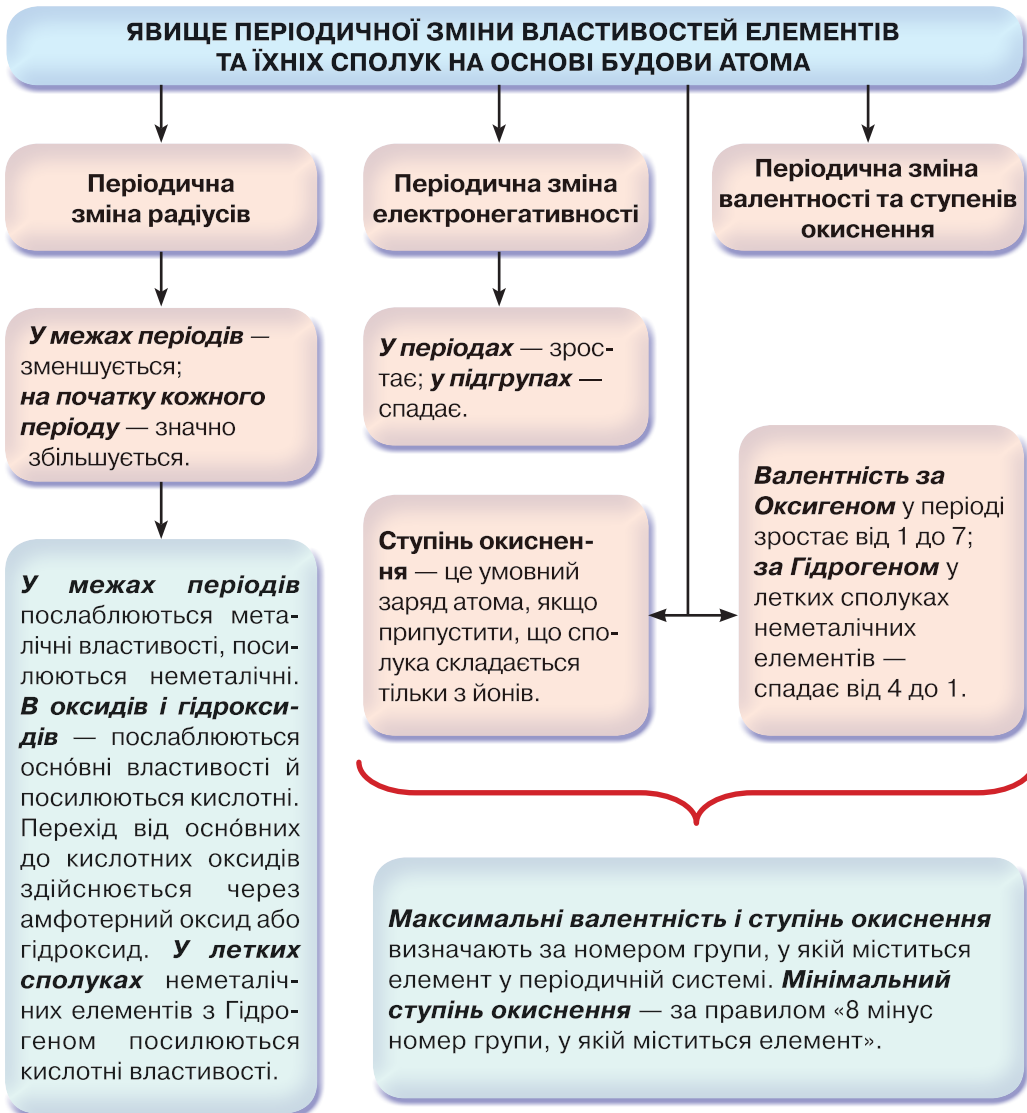 ЯВИЩЕ ПЕРІОДИЧНОЇ ЗМІНИ ВЛАСТИВОСТЕЙ ЕЛЕМЕНТІВ
ТА ЇХНІХ СПОЛУК НА ОСНОВІ БУДОВИ АТОМА
Періодична
зміна радіусів
Періодична зміна
електронегативності
Періодична зміна
валентності та ступенів
окиснення
У межах періодів —
зменшується;
на початку кожного
періоду — значно
збільшується.
У періодах — зрос-
тає; у підгрупах —
спадає.
У межах періодів
послаблюються мета-
лічні властивості, поси-
люються неметалічні.
В оксидів і гідрокси-
дів — послаблюються
осно́вні властивості й
посилюються кислотні.
Перехід від осно́вних
до кислотних оксидів
здійснюється через
амфотерний оксид або
гідроксид. У летких
сполуках неметаліч-
них елементів з Гідро-
геном посилюються
кислотні властивості.
Ступінь окиснен-
ня — це умовний
заряд атома, якщо
припустити, що спо-
лука складається
тільки з йонів.
Валентність за
Оксигеном у періоді
зростає від 1 до 7;
за Гідрогеном у
летких сполуках
неметалічних
елементів —
спадає від 4 до 1.
Максимальні валентність і ступінь окиснення
визначають за номером групи, у якій міститься
елемент у періодичній системі. Мінімальний
ступінь окиснення — за правилом «8 мінус
номер групи, у якій міститься елемент».